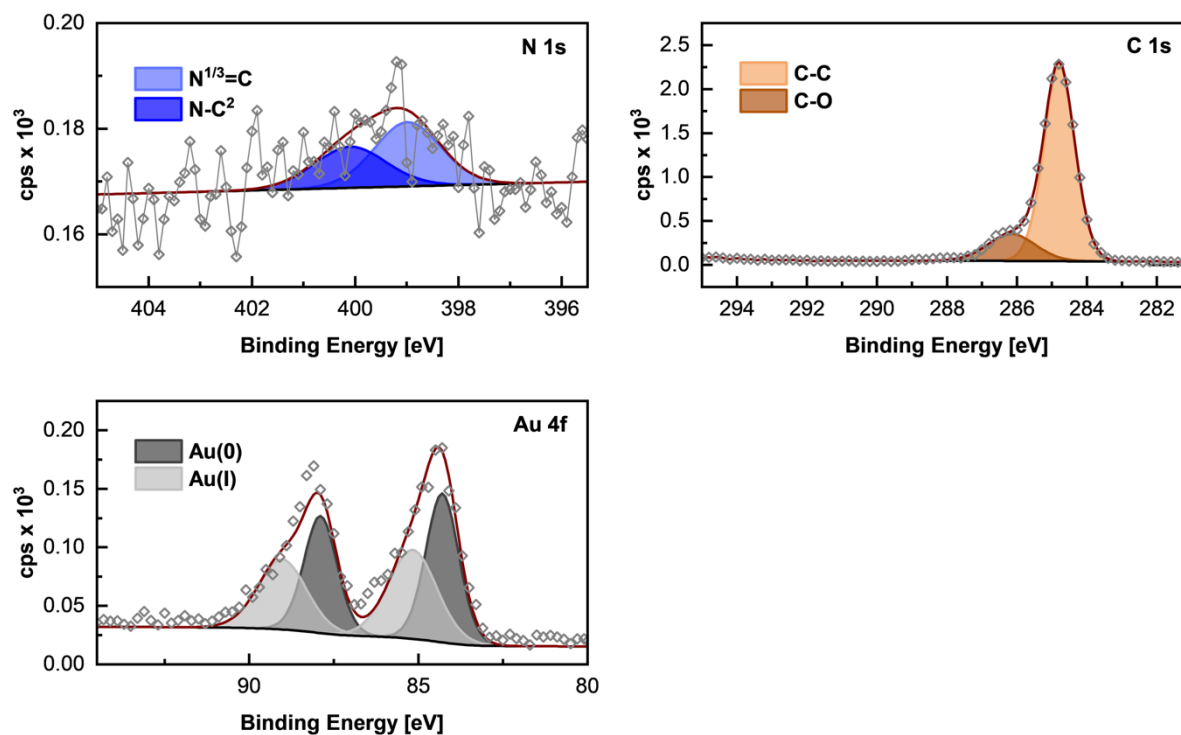 N 1s
N^{1/3}=C
N-C²
0.20
0.18
0.16
cps x 10³
404 402 400 398 396
Binding Energy [eV]
C 1s
C-C
C-O
2.5
2.0
1.5
1.0
0.5
0.0
cps x 10³
294 292 290 288 286 284 282
Binding Energy [eV]
Au 4f
Au(0)
Au(I)
0.20
0.15
0.10
0.05
0.00
cps x 10³
90 85 80
Binding Energy [eV]